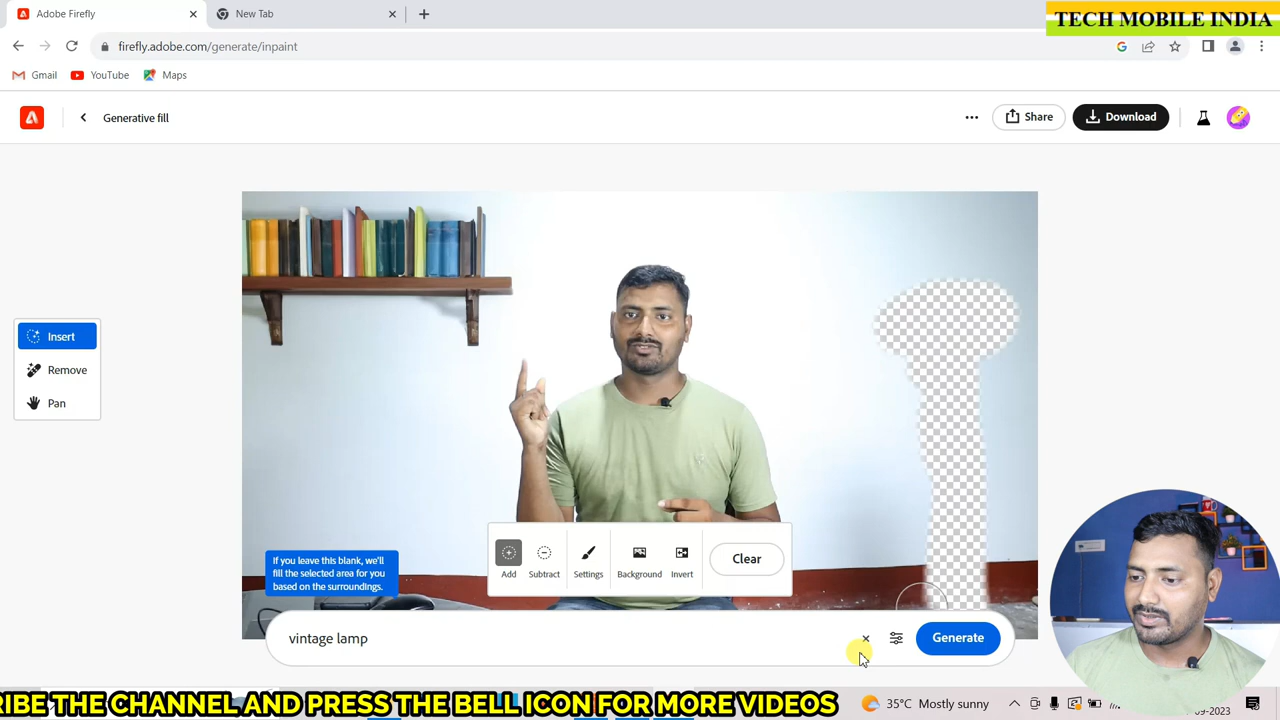 Adobe Firefly
New Tab
TECH MOBILE INDIA
firefly.adobe.com/generate/inpaint
Gmail
YouTube
Maps
Generative fill
Share
Download
Insert
Remove
Pan
If you leave this blank, we'll
fill the selected area for you
based on the surroundings.
Add
Subtract
Settings
Background
Invert
Clear
vintage lamp
Generate
RIBE THE CHANNEL AND PRESS THE BELL ICON FOR MORE VIDEOS
35°C Mostly sunny
-09-2023